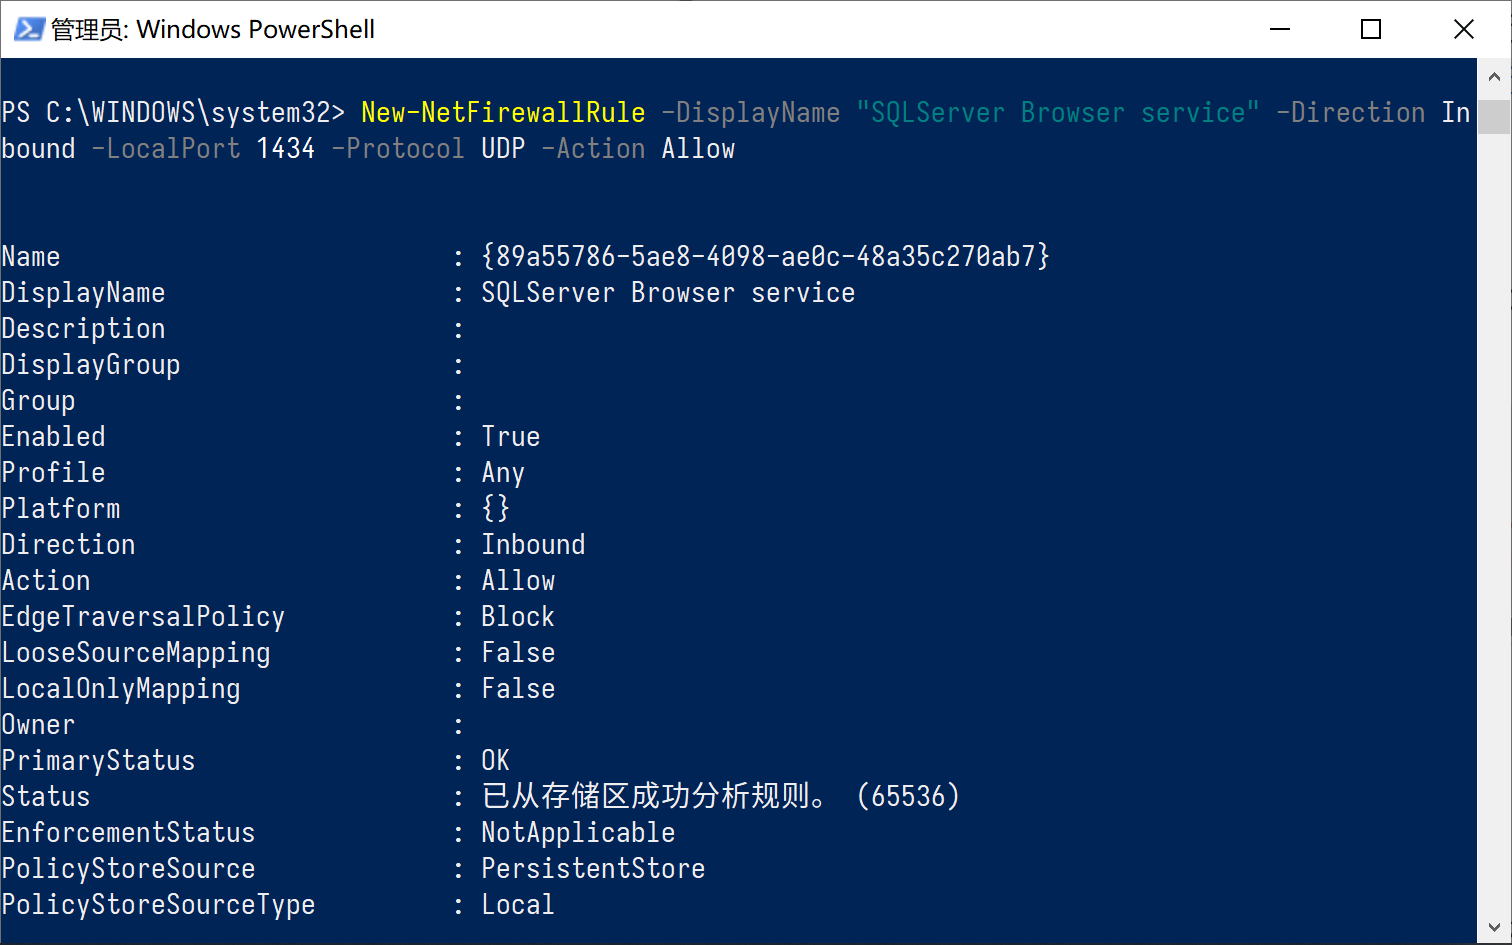 管理员: Windows PowerShell
PS C:\WINDOWS\system32> New-NetFirewallRule -DisplayName "SQLServer Browser service" -Direction In
bound -LocalPort 1434 -Protocol UDP -Action Allow
Name : {89a55786-5ae8-4098-ae0c-48a35c270ab7}
DisplayName : SQLServer Browser service
Description :
DisplayGroup :
Group :
Enabled : True
Profile : Any
Platform : {}
Direction : Inbound
Action : Allow
EdgeTraversalPolicy : Block
LooseSourceMapping : False
LocalOnlyMapping : False
Owner :
PrimaryStatus : OK
Status : 已从存储区成功分析规则。 (65536)
EnforcementStatus : NotApplicable
PolicyStoreSource : PersistentStore
PolicyStoreSourceType : Local